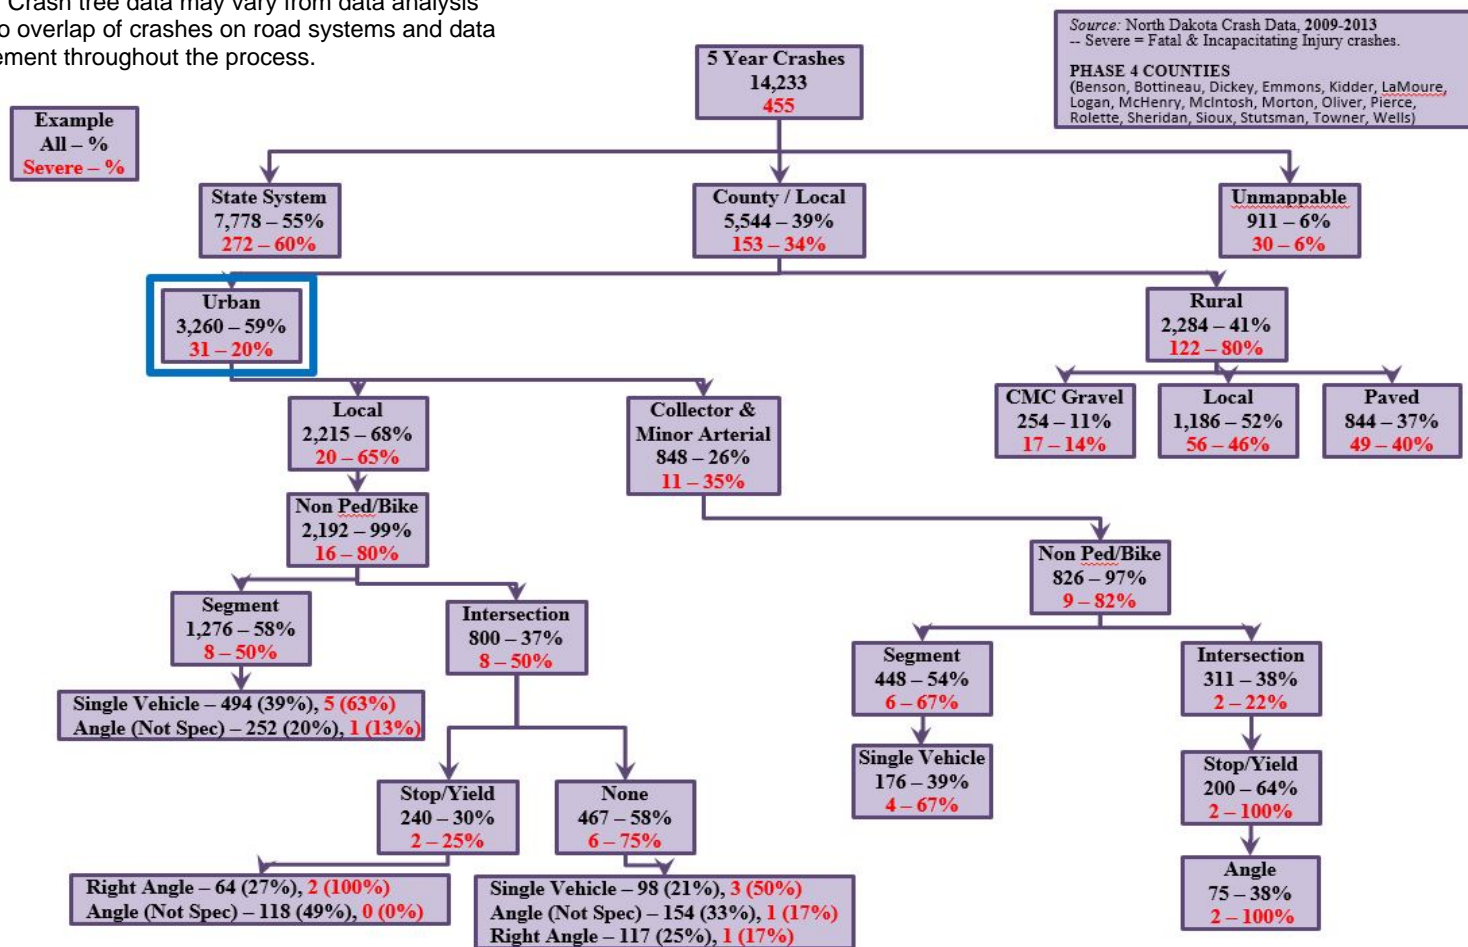 Crash tree data may vary from data analysis
o overlap of crashes on road systems and data
ement throughout the process.
Source: North Dakota Crash Data, 2009-2013
-- Severe = Fatal & Incapacitating Injury crashes.
PHASE 4 COUNTIES
(Benson, Bottineau, Dickey, Emmons, Kidder, LaMoure,
Logan, McHenry, McIntosh, Morton, Oliver, Pierce,
Rolette, Sheridan, Sioux, Stutsman, Towner, Wells)
5 Year Crashes
14,233
455
Example
All – %
Severe – %
State System
7,778 – 55%
272 – 60%
County / Local
5,544 – 39%
153 – 34%
Unmappable
911 – 6%
30 – 6%
Urban
3,260 – 59%
31 – 20%
Rural
2,284 – 41%
122 – 80%
Local
2,215 – 68%
20 – 65%
Collector &
Minor Arterial
848 – 26%
11 – 35%
CMC Gravel
254 – 11%
17 – 14%
Local
1,186 – 52%
56 – 46%
Paved
844 – 37%
49 – 40%
Non Ped/Bike
2,192 – 99%
16 – 80%
Non Ped/Bike
826 – 97%
9 – 82%
Segment
1,276 – 58%
8 – 50%
Intersection
800 – 37%
8 – 50%
Segment
448 – 54%
6 – 67%
Intersection
311 – 38%
2 – 22%
Single Vehicle – 494 (39%), 5 (63%)
Angle (Not Spec) – 252 (20%), 1 (13%)
Single Vehicle
176 – 39%
4 – 67%
Stop/Yield
200 – 64%
2 – 100%
Stop/Yield
240 – 30%
2 – 25%
None
467 – 58%
6 – 75%
Angle
75 – 38%
2 – 100%
Right Angle – 64 (27%), 2 (100%)
Angle (Not Spec) – 118 (49%), 0 (0%)
Single Vehicle – 98 (21%), 3 (50%)
Angle (Not Spec) – 154 (33%), 1 (17%)
Right Angle – 117 (25%), 1 (17%)